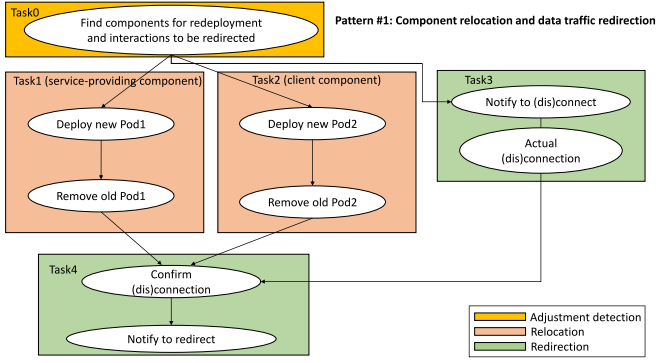 Task0
Find components for redeployment
and interactions to be redirected
Pattern #1: Component relocation and data traffic redirection
Task1 (service-providing component)
Deploy new Pod1
Remove old Pod1
Task2 (client component)
Deploy new Pod2
Remove old Pod2
Task3
Notify to (dis)connect
Actual
(dis)connection
Task4
Confirm
(dis)connection
Notify to redirect
Adjustment detection
Relocation
Redirection